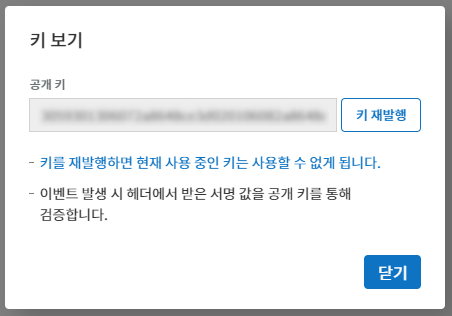 키 보기
공개 키
키 재발행
- 키를 재발행하면 현재 사용 중인 키는 사용할 수 없게 됩니다.
- 이벤트 발생 시 헤더에서 받은 서명 값을 공개 키를 통해
검증합니다.
닫기